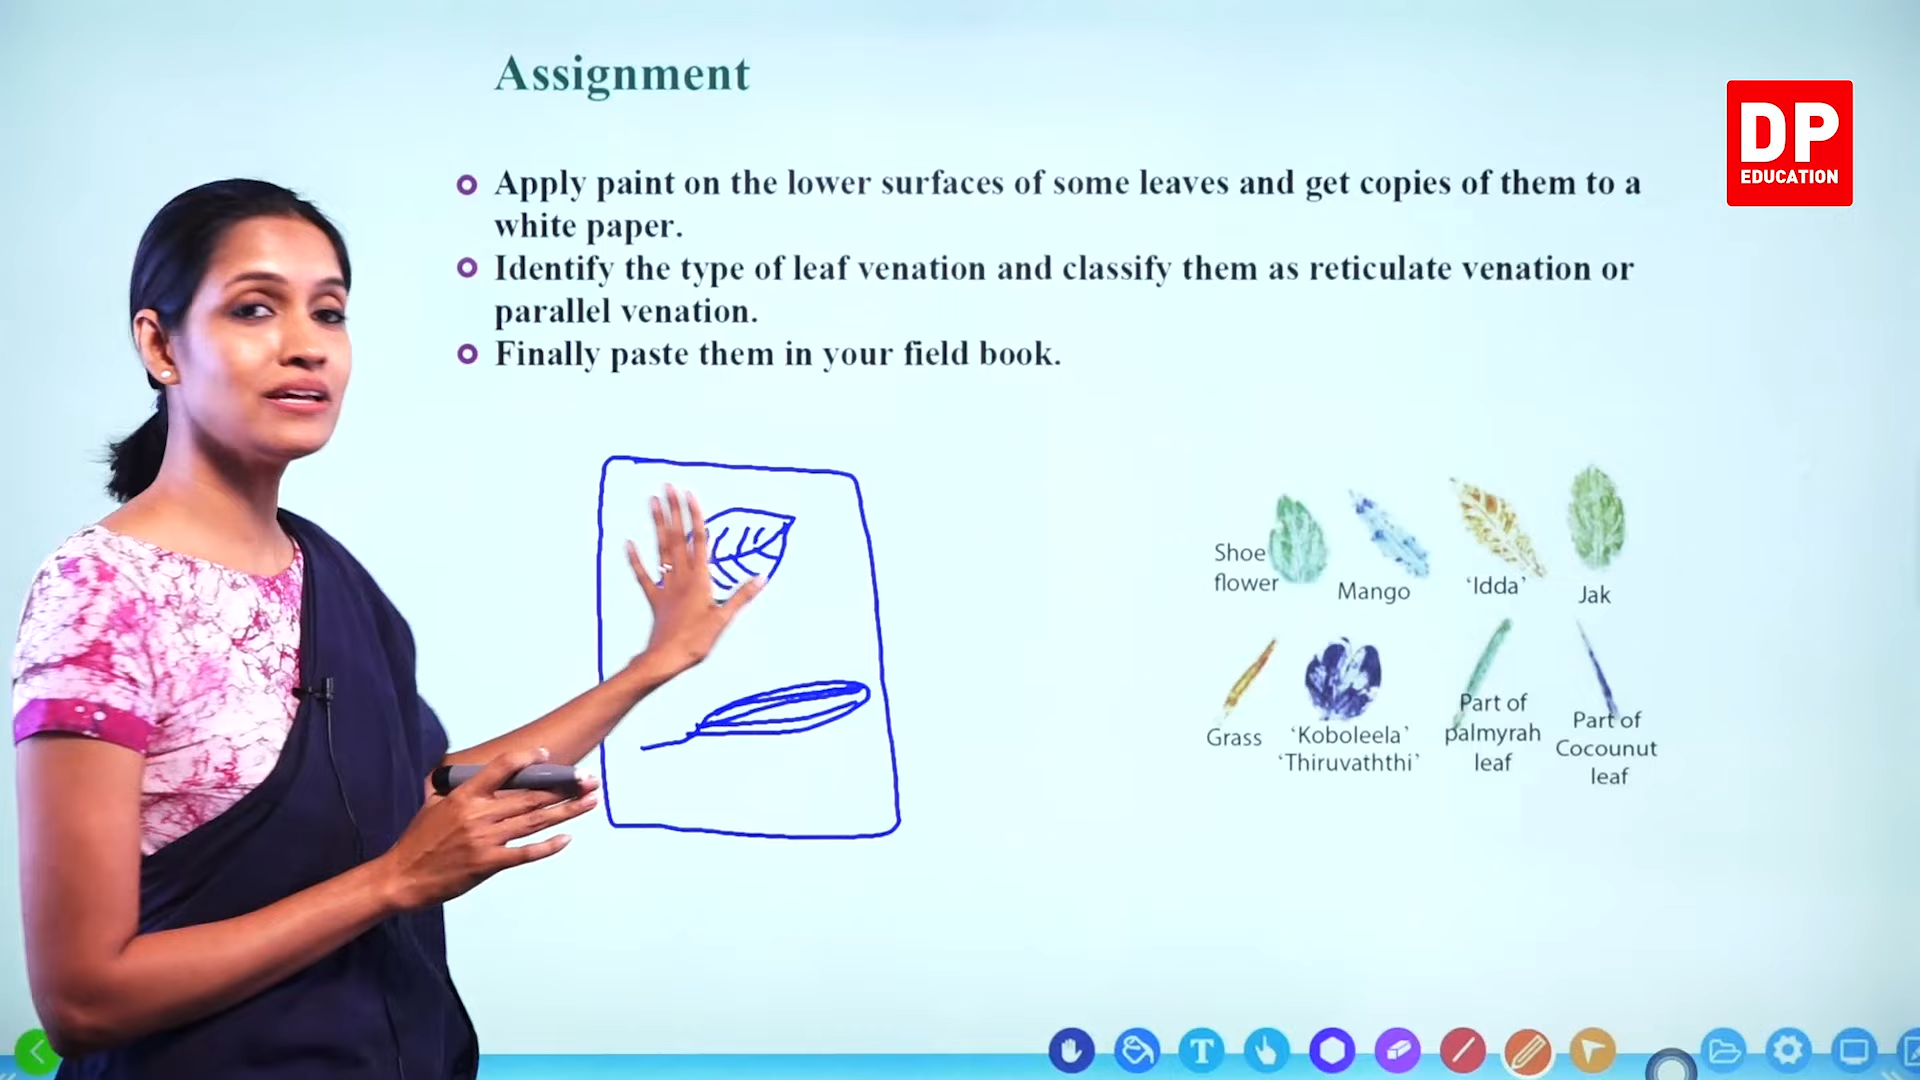 Assignment
DP
EDUCATION
Apply paint on the lower surfaces of some leaves and get copies of them to a
white paper.
Identify the type of leaf venation and classify them as reticulate venation or
parallel venation.
Finally paste them in your field book.
Shoe
flower
Mango
‘Idda’
Jak
Grass
‘Koboleela’
‘Thiruvaththi’
Part of
palmyrah
leaf
Part of
Cocounut
leaf
T